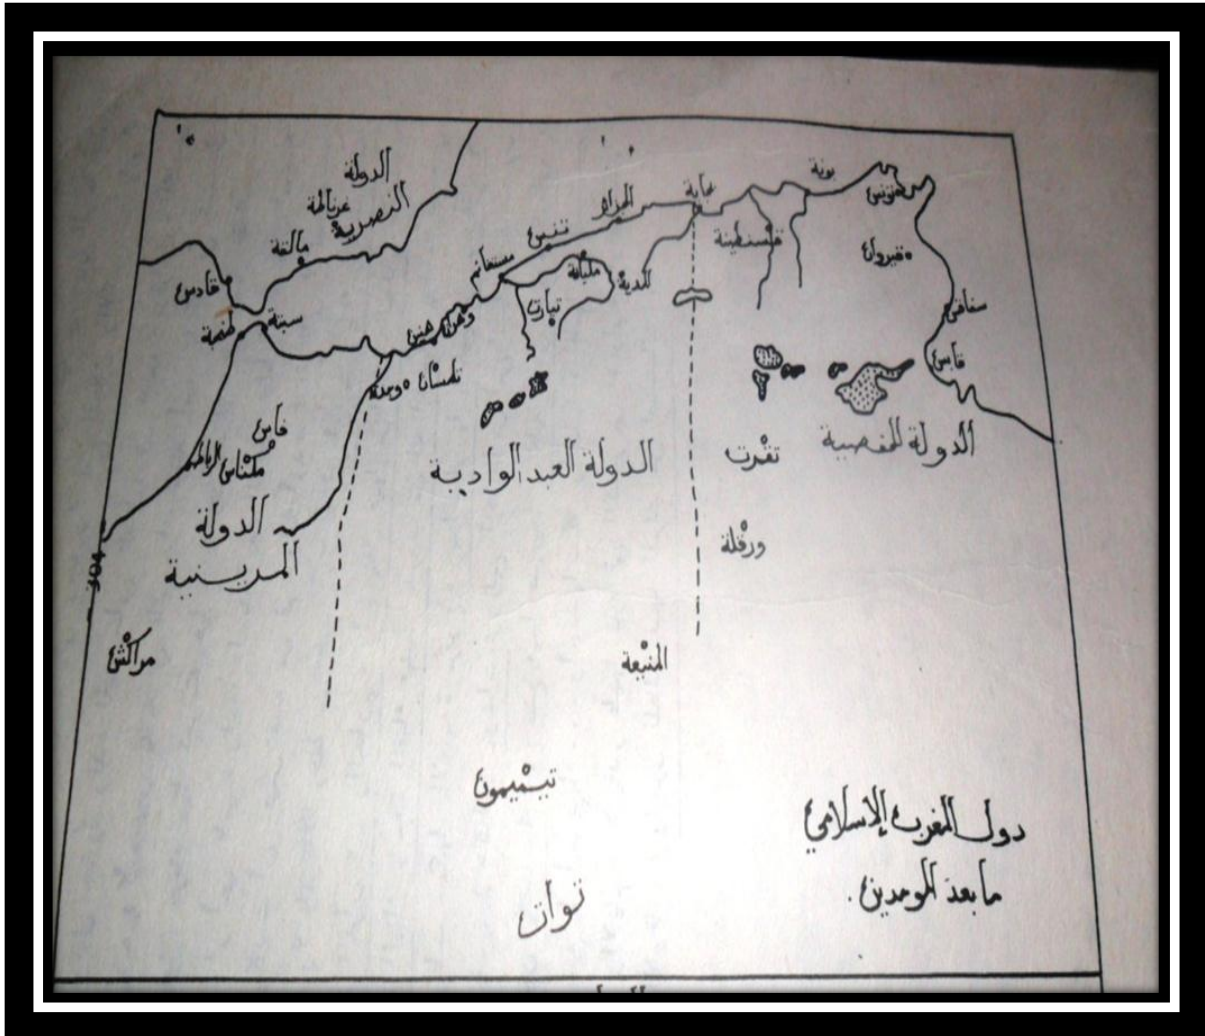 الدولة
النصرية
غرناطة
مالقة
قادس
طنجة
سبتة
بونة
تونس
بجاية
الجزائر
تنس
مستغانم
قسنطينة
قيروان
مليانة
المدية
تيارت
وهران
هنين
سفاقس
قابس
تلمسان
وجدة
فاس
مكناس
الرباط
الدولة الحفصية
تقرت
الدولة العبد الوادية
الدولة
المرينية
ورقلة
مراكش
المنيعة
تيميمون
توات
دول المغرب الإسلامي
ما بعد الموحدين.